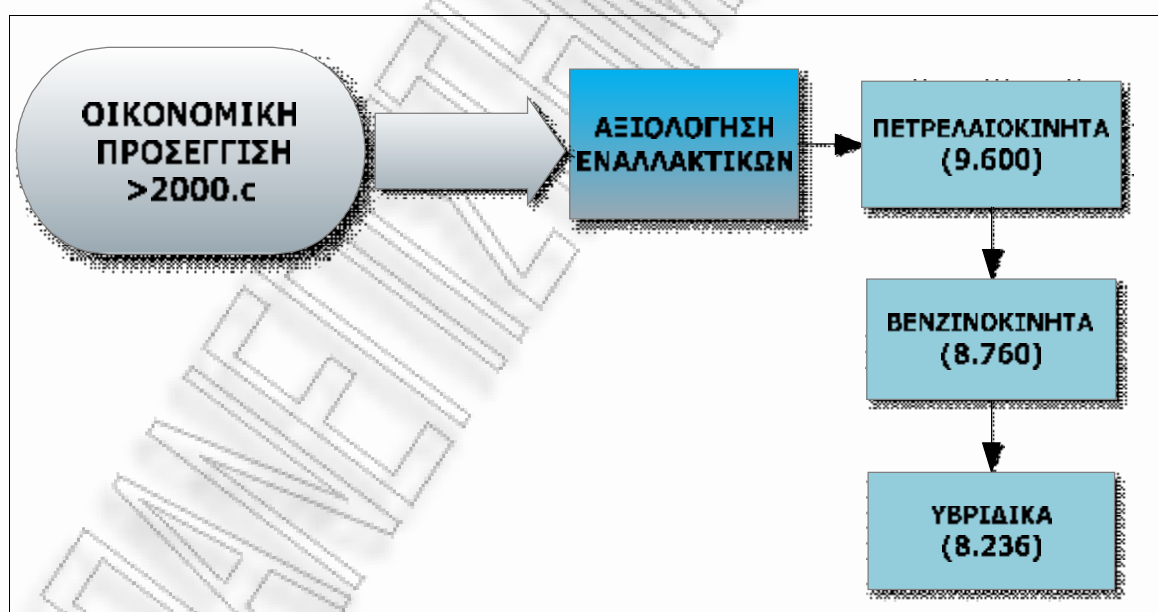 ΟΙΚΟΝΟΜΙΚΗ
ΠΡΟΣΕΓΓΙΣΗ
>2000.c
ΑΞΙΟΛΟΓΗΣΗ
ΕΝΑΛΛΑΚΤΙΚΩΝ
ΠΕΤΡΕΛΑΙΟΚΙΝΗΤΑ
(9.600)
ΒΕΝΖΙΝΟΚΙΝΗΤΑ
(8.760)
ΥΒΡΙΔΙΚΑ
(8.236)